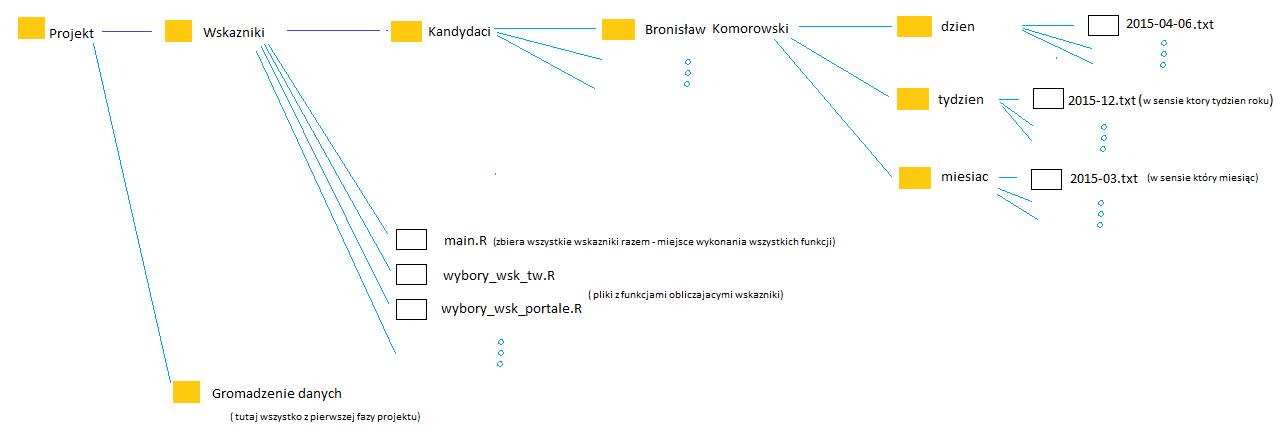 Projekt
Wskazniki
Kandydaci
Bronisław Komorowski
dzien
2015-04-06.txt
tydzien
2015-12.txt (w sensie ktory tydzien roku)
miesiac
2015-03.txt (w sensie który miesiąc)
main.R (zbiera wszystkie wskazniki razem - miejsce wykonania wszystkich funkcji)
wybory_wsk_tw.R
( pliki z funkcjami obliczajacymi wskazniki)
wybory_wsk_portale.R
Gromadzenie danych
( tutaj wszystko z pierwszej fazy projektu)